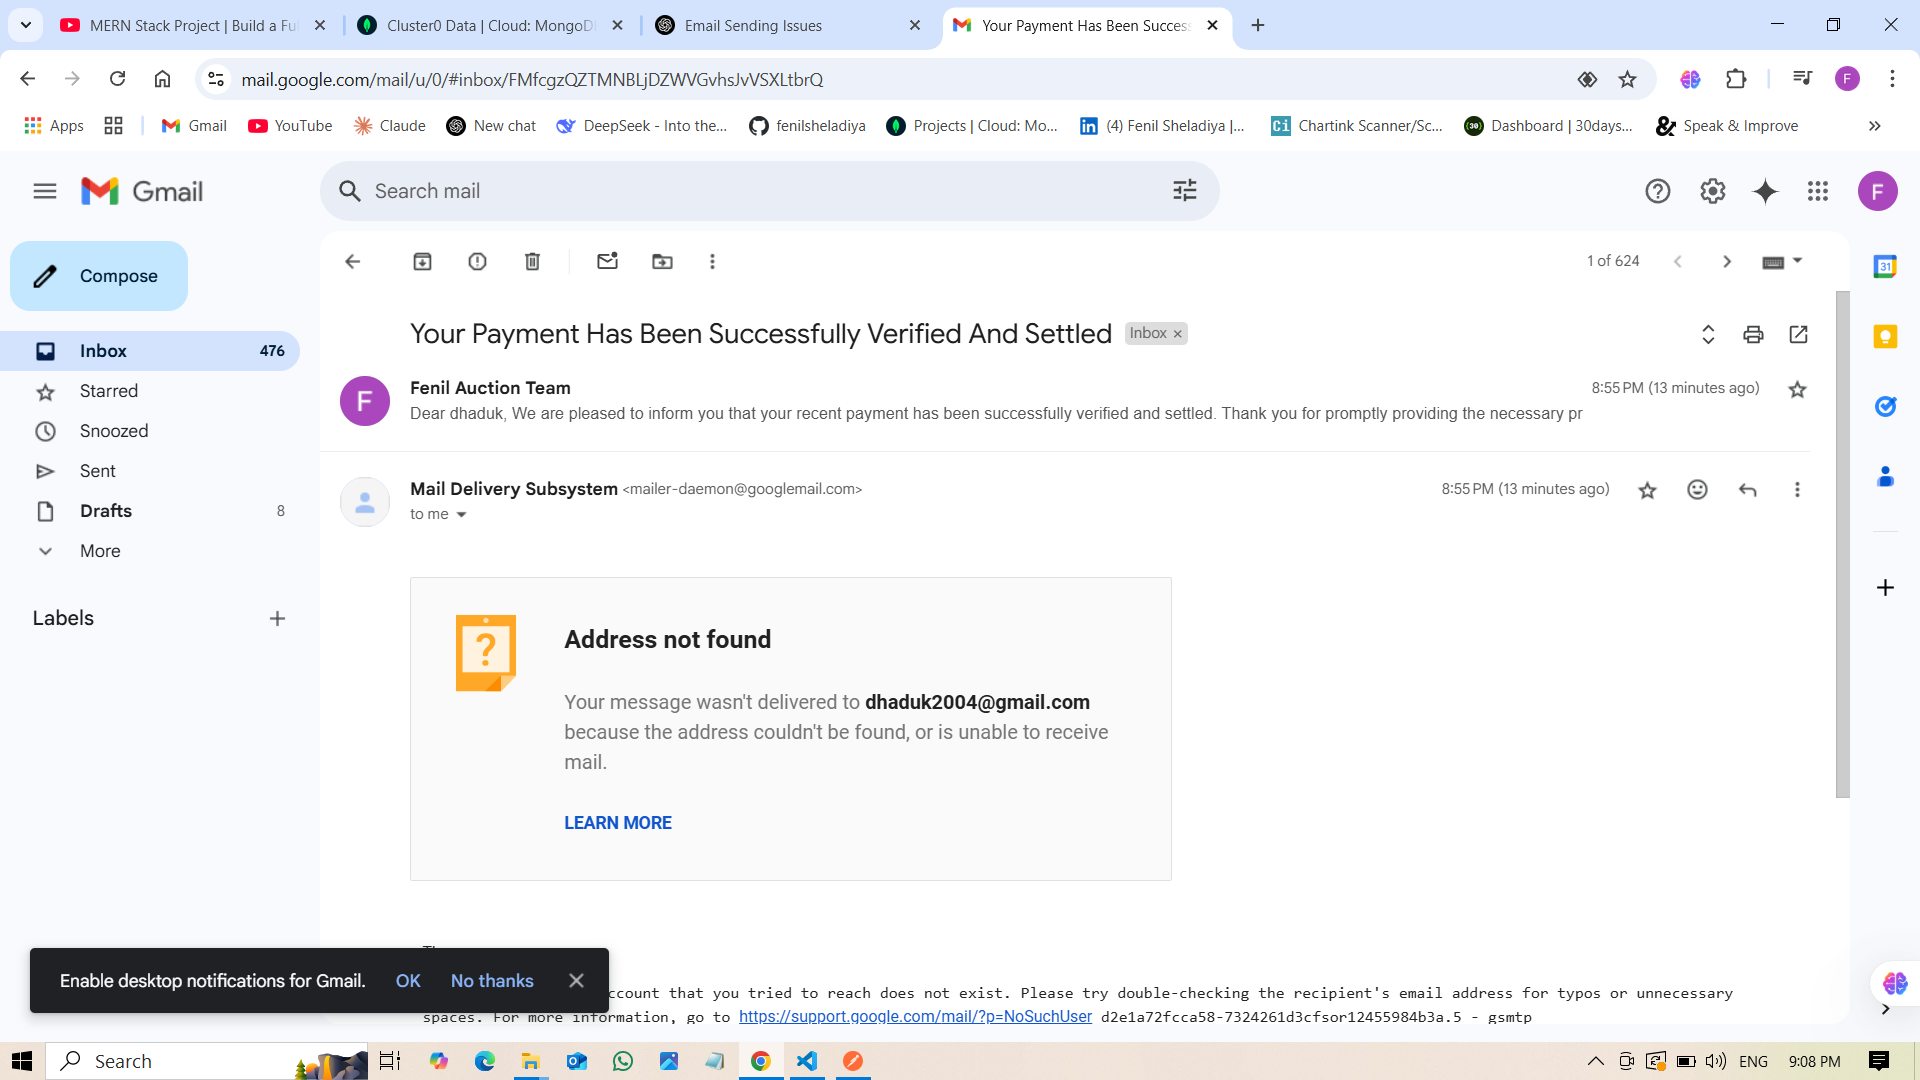 MERN Stack Project | Build a Ful
Cluster0 Data | Cloud: MongoD
Email Sending Issues
Your Payment Has Been Success
mail.google.com/mail/u/0/#inbox/FMfcgzQZTMNBLjDZWVGvhsJvVSXLtbrQ
F
Apps
Gmail
YouTube
Claude
New chat
DeepSeek - Into the...
fenilsheladiya
Projects | Cloud: Mo...
(4) Fenil Sheladiya |...
Ci
Chartink Scanner/Sc...
Dashboard | 30days...
Speak & Improve
Gmail
Search mail
F
Compose
1 of 624
31
Your Payment Has Been Successfully Verified And Settled
Inbox
Inbox 476
Starred
Snoozed
Sent
Drafts 8
More
Labels
F
Fenil Auction Team
8:55 PM (13 minutes ago)
Dear dhaduk, We are pleased to inform you that your recent payment has been successfully verified and settled. Thank you for promptly providing the necessary pr
Mail Delivery Subsystem <mailer-daemon@googlemail.com>
8:55 PM (13 minutes ago)
to me
Address not found
Your message wasn't delivered to dhaduk2004@gmail.com
because the address couldn't be found, or is unable to receive
mail.
LEARN MORE
Enable desktop notifications for Gmail. OK No thanks
ccount that you tried to reach does not exist. Please try double-checking the recipient's email address for typos or unnecessary
spaces. For more information, go to https://support.google.com/mail/?p=NoSuchUser d2e1a72fcca58-7324261d3cfsor12455984b3a.5 - gsmtp
Search
ENG
9:08 PM